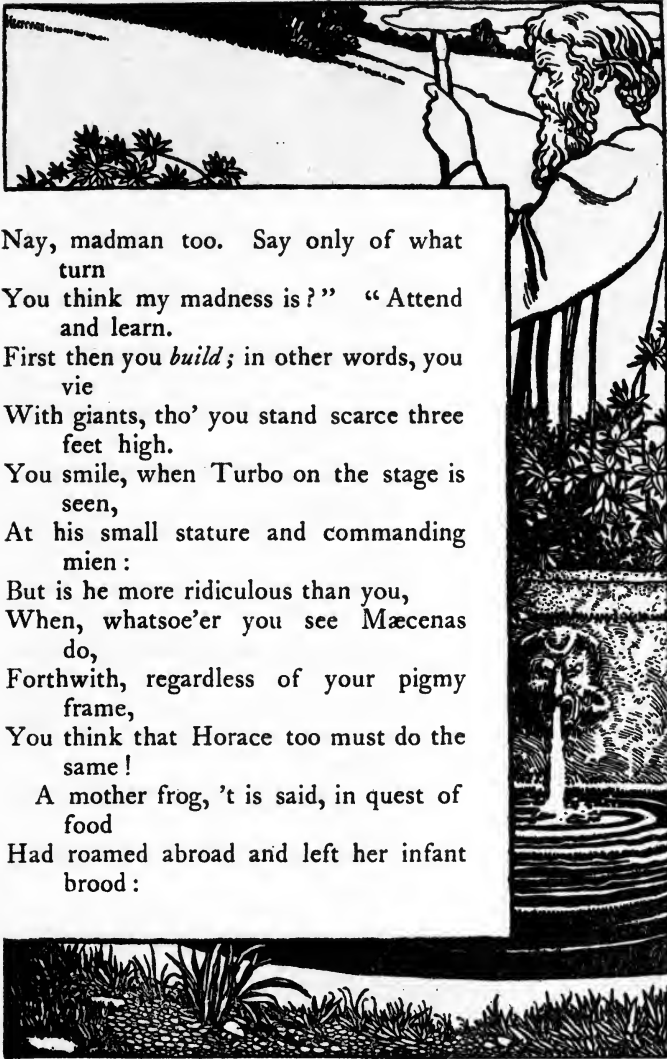 Nay, madman too. Say only of what
turn
You think my madness is?" "Attend
and learn.
First then you build; in other words, you
vie
With giants, tho' you stand scarce three
feet high.
You smile, when Turbo on the stage is
seen,
At his small stature and commanding
mien:
But is he more ridiculous than you,
When, whatsoe'er you see Mæcenas
do,
Forthwith, regardless of your pigmy
frame,
You think that Horace too must do the
same!
A mother frog, 't is said, in quest of
food
Had roamed abroad and left her infant
brood: